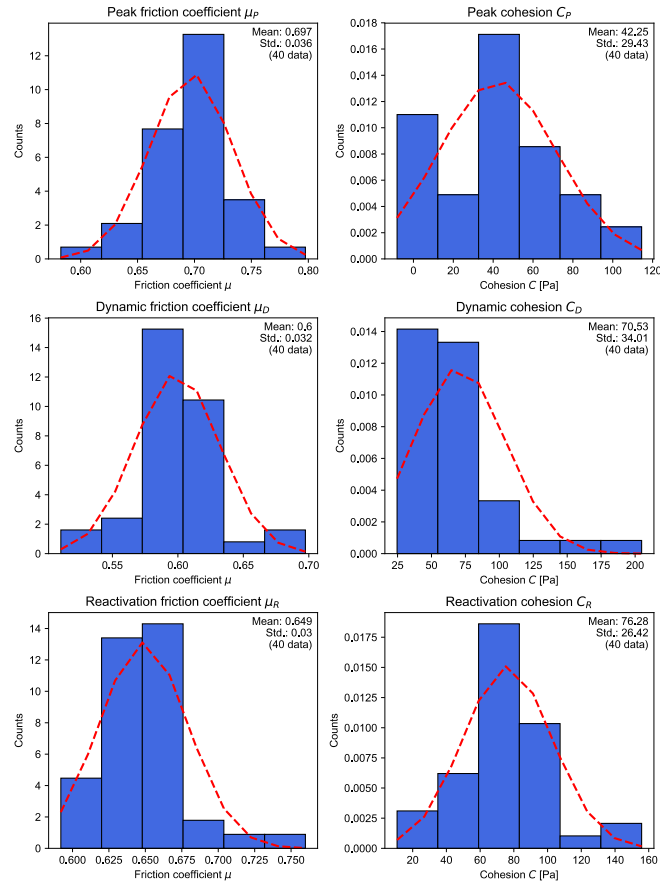 Peak friction coefficient μP
Mean: 0.697
Std.: 0.036
(40 data)
12
10
8
6
4
2
0
Counts
0.60 0.65 0.70 0.75 0.80
Friction coefficient μ
Peak cohesion CP
Mean: 42.25
Std.: 29.43
(40 data)
0.018
0.016
0.014
0.012
0.010
0.008
0.006
0.004
0.002
0.000
Counts
0 20 40 60 80 100 120
Cohesion C [Pa]
Dynamic friction coefficient μD
Mean: 0.6
Std.: 0.032
(40 data)
16
14
12
10
8
6
4
2
0
Counts
0.55 0.60 0.65 0.70
Friction coefficient μ
Dynamic cohesion CD
Mean: 70.53
Std.: 34.01
(40 data)
0.014
0.012
0.010
0.008
0.006
0.004
0.002
0.000
Counts
25 50 75 100 125 150 175 200
Cohesion C [Pa]
Reactivation friction coefficient μR
Mean: 0.649
Std.: 0.03
(40 data)
14
12
10
8
6
4
2
0
Counts
0.600 0.625 0.650 0.675 0.700 0.725 0.750
Friction coefficient μ
Reactivation cohesion CR
Mean: 76.28
Std.: 26.42
(40 data)
0.0175
0.0150
0.0125
0.0100
0.0075
0.0050
0.0025
0.0000
Counts
20 40 60 80 100 120 140 160
Cohesion C [Pa]